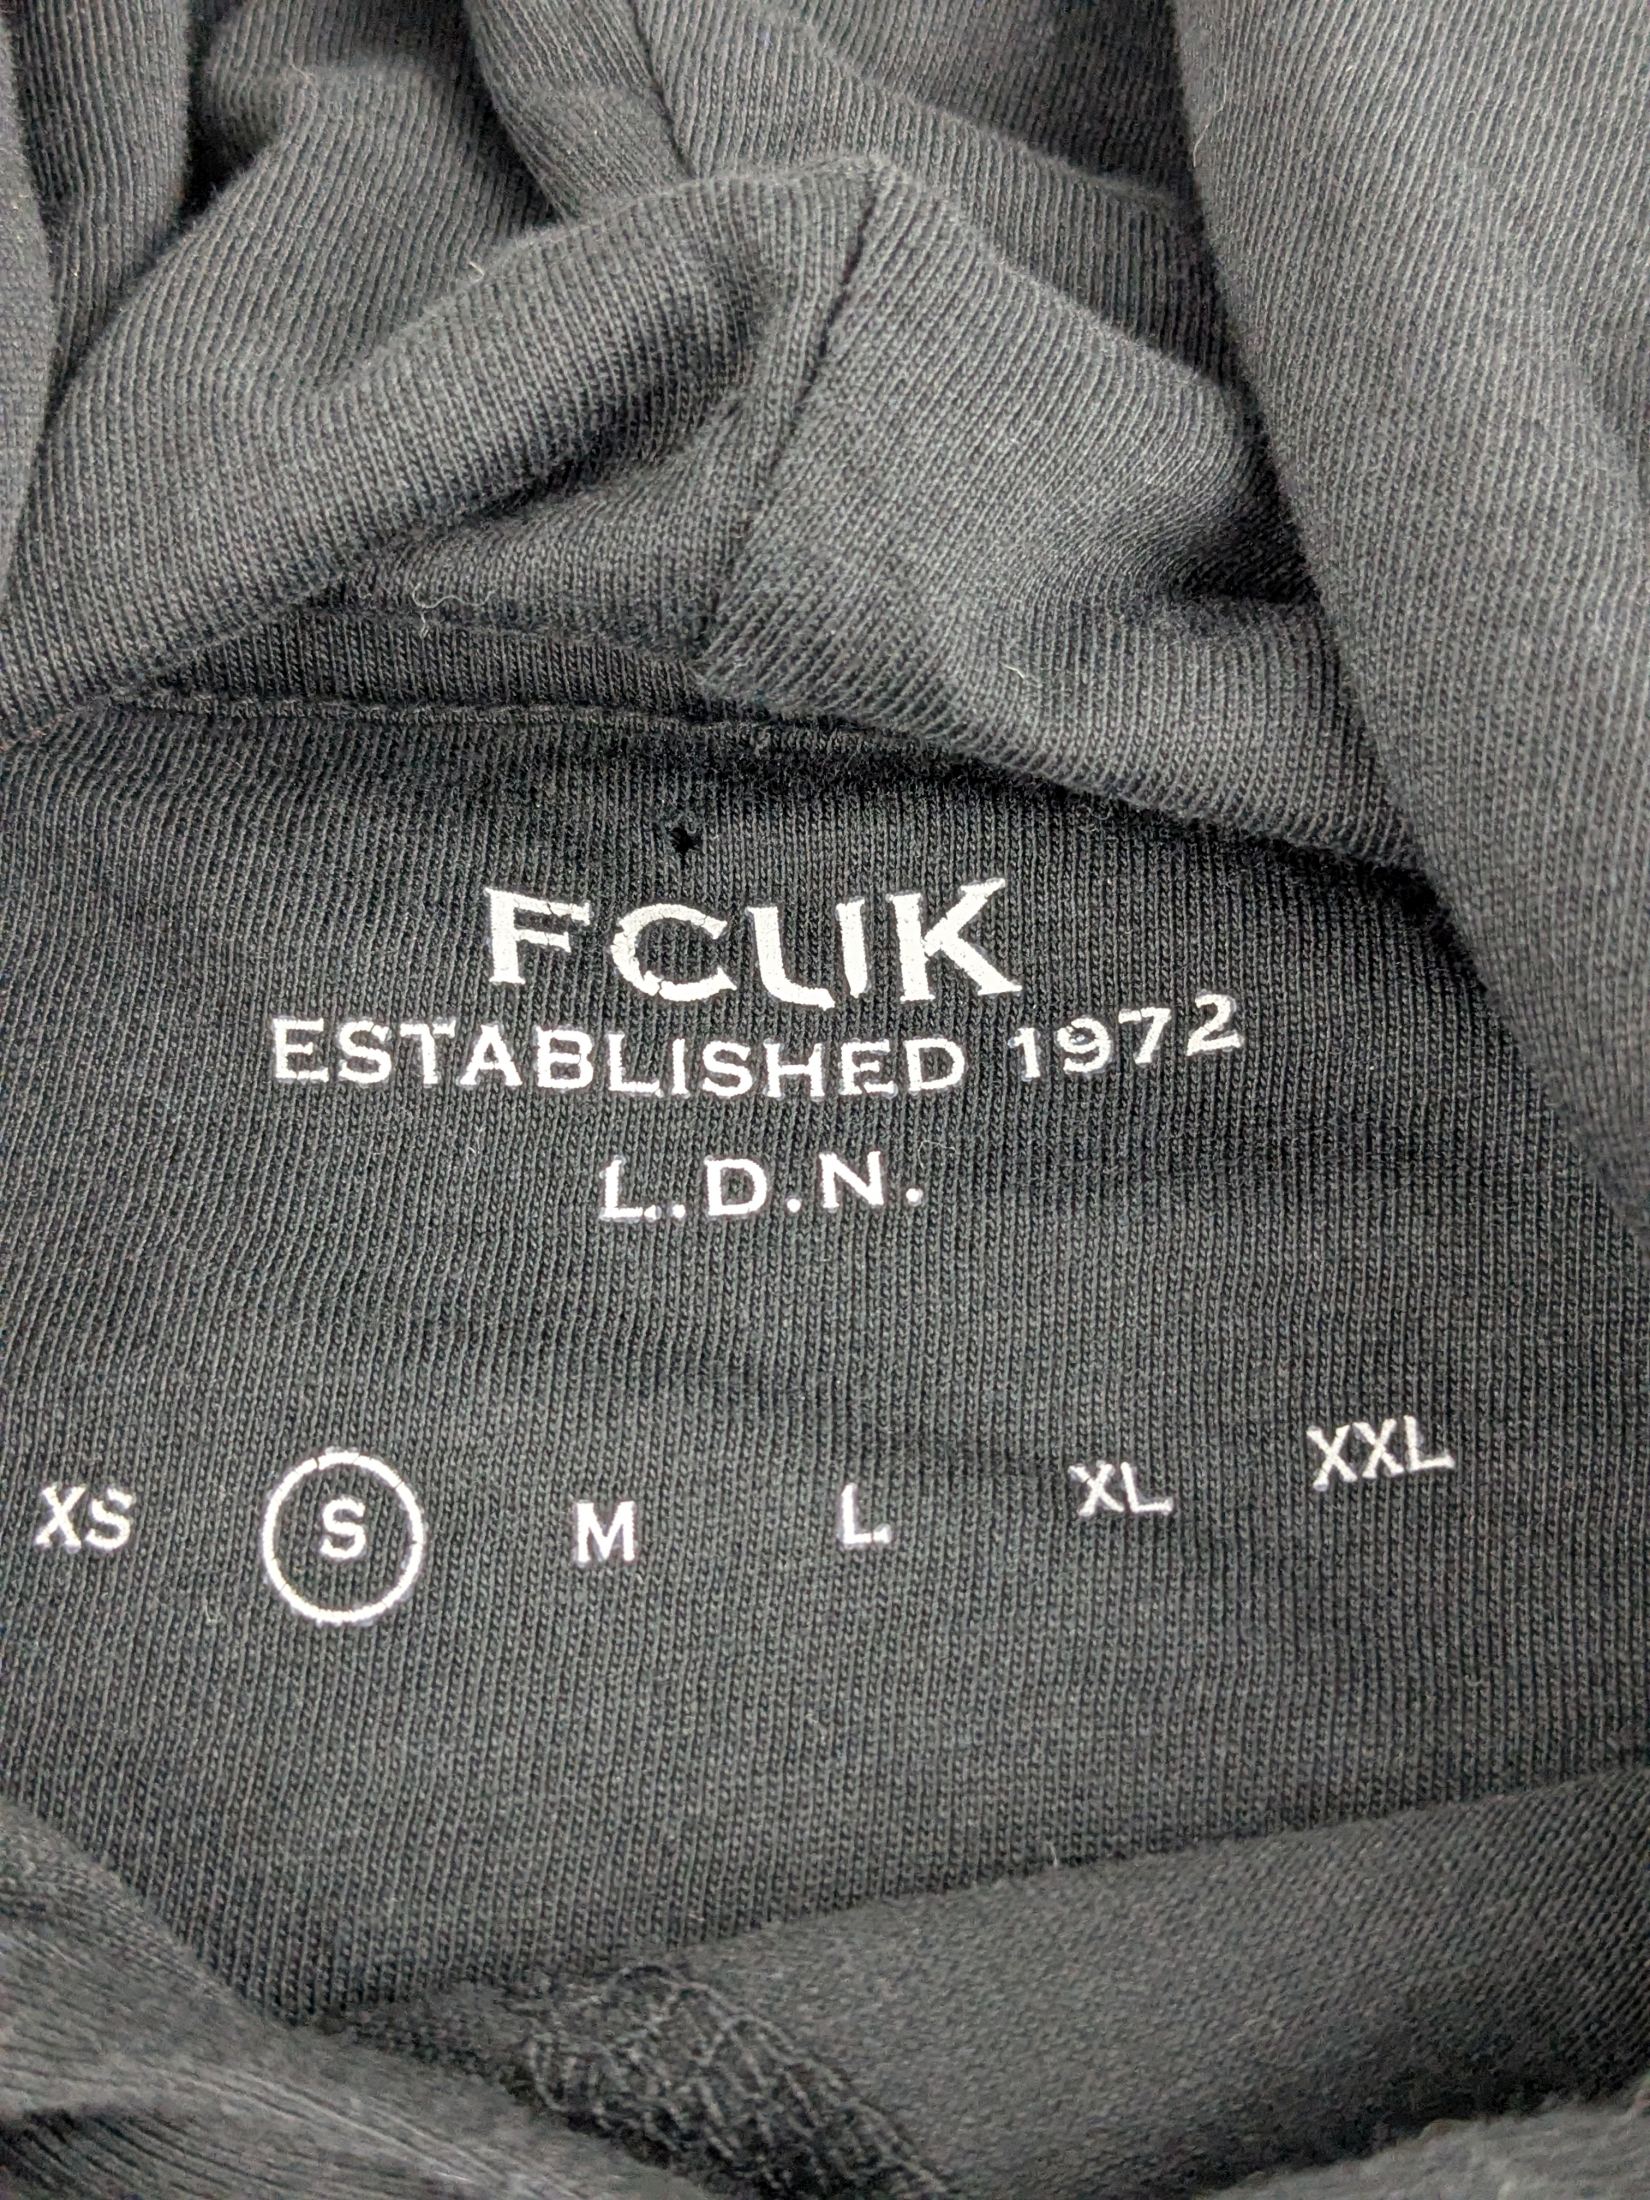 FCUK
ESTABLISHED 1972
L.D.N.
XS S M L XL XXL